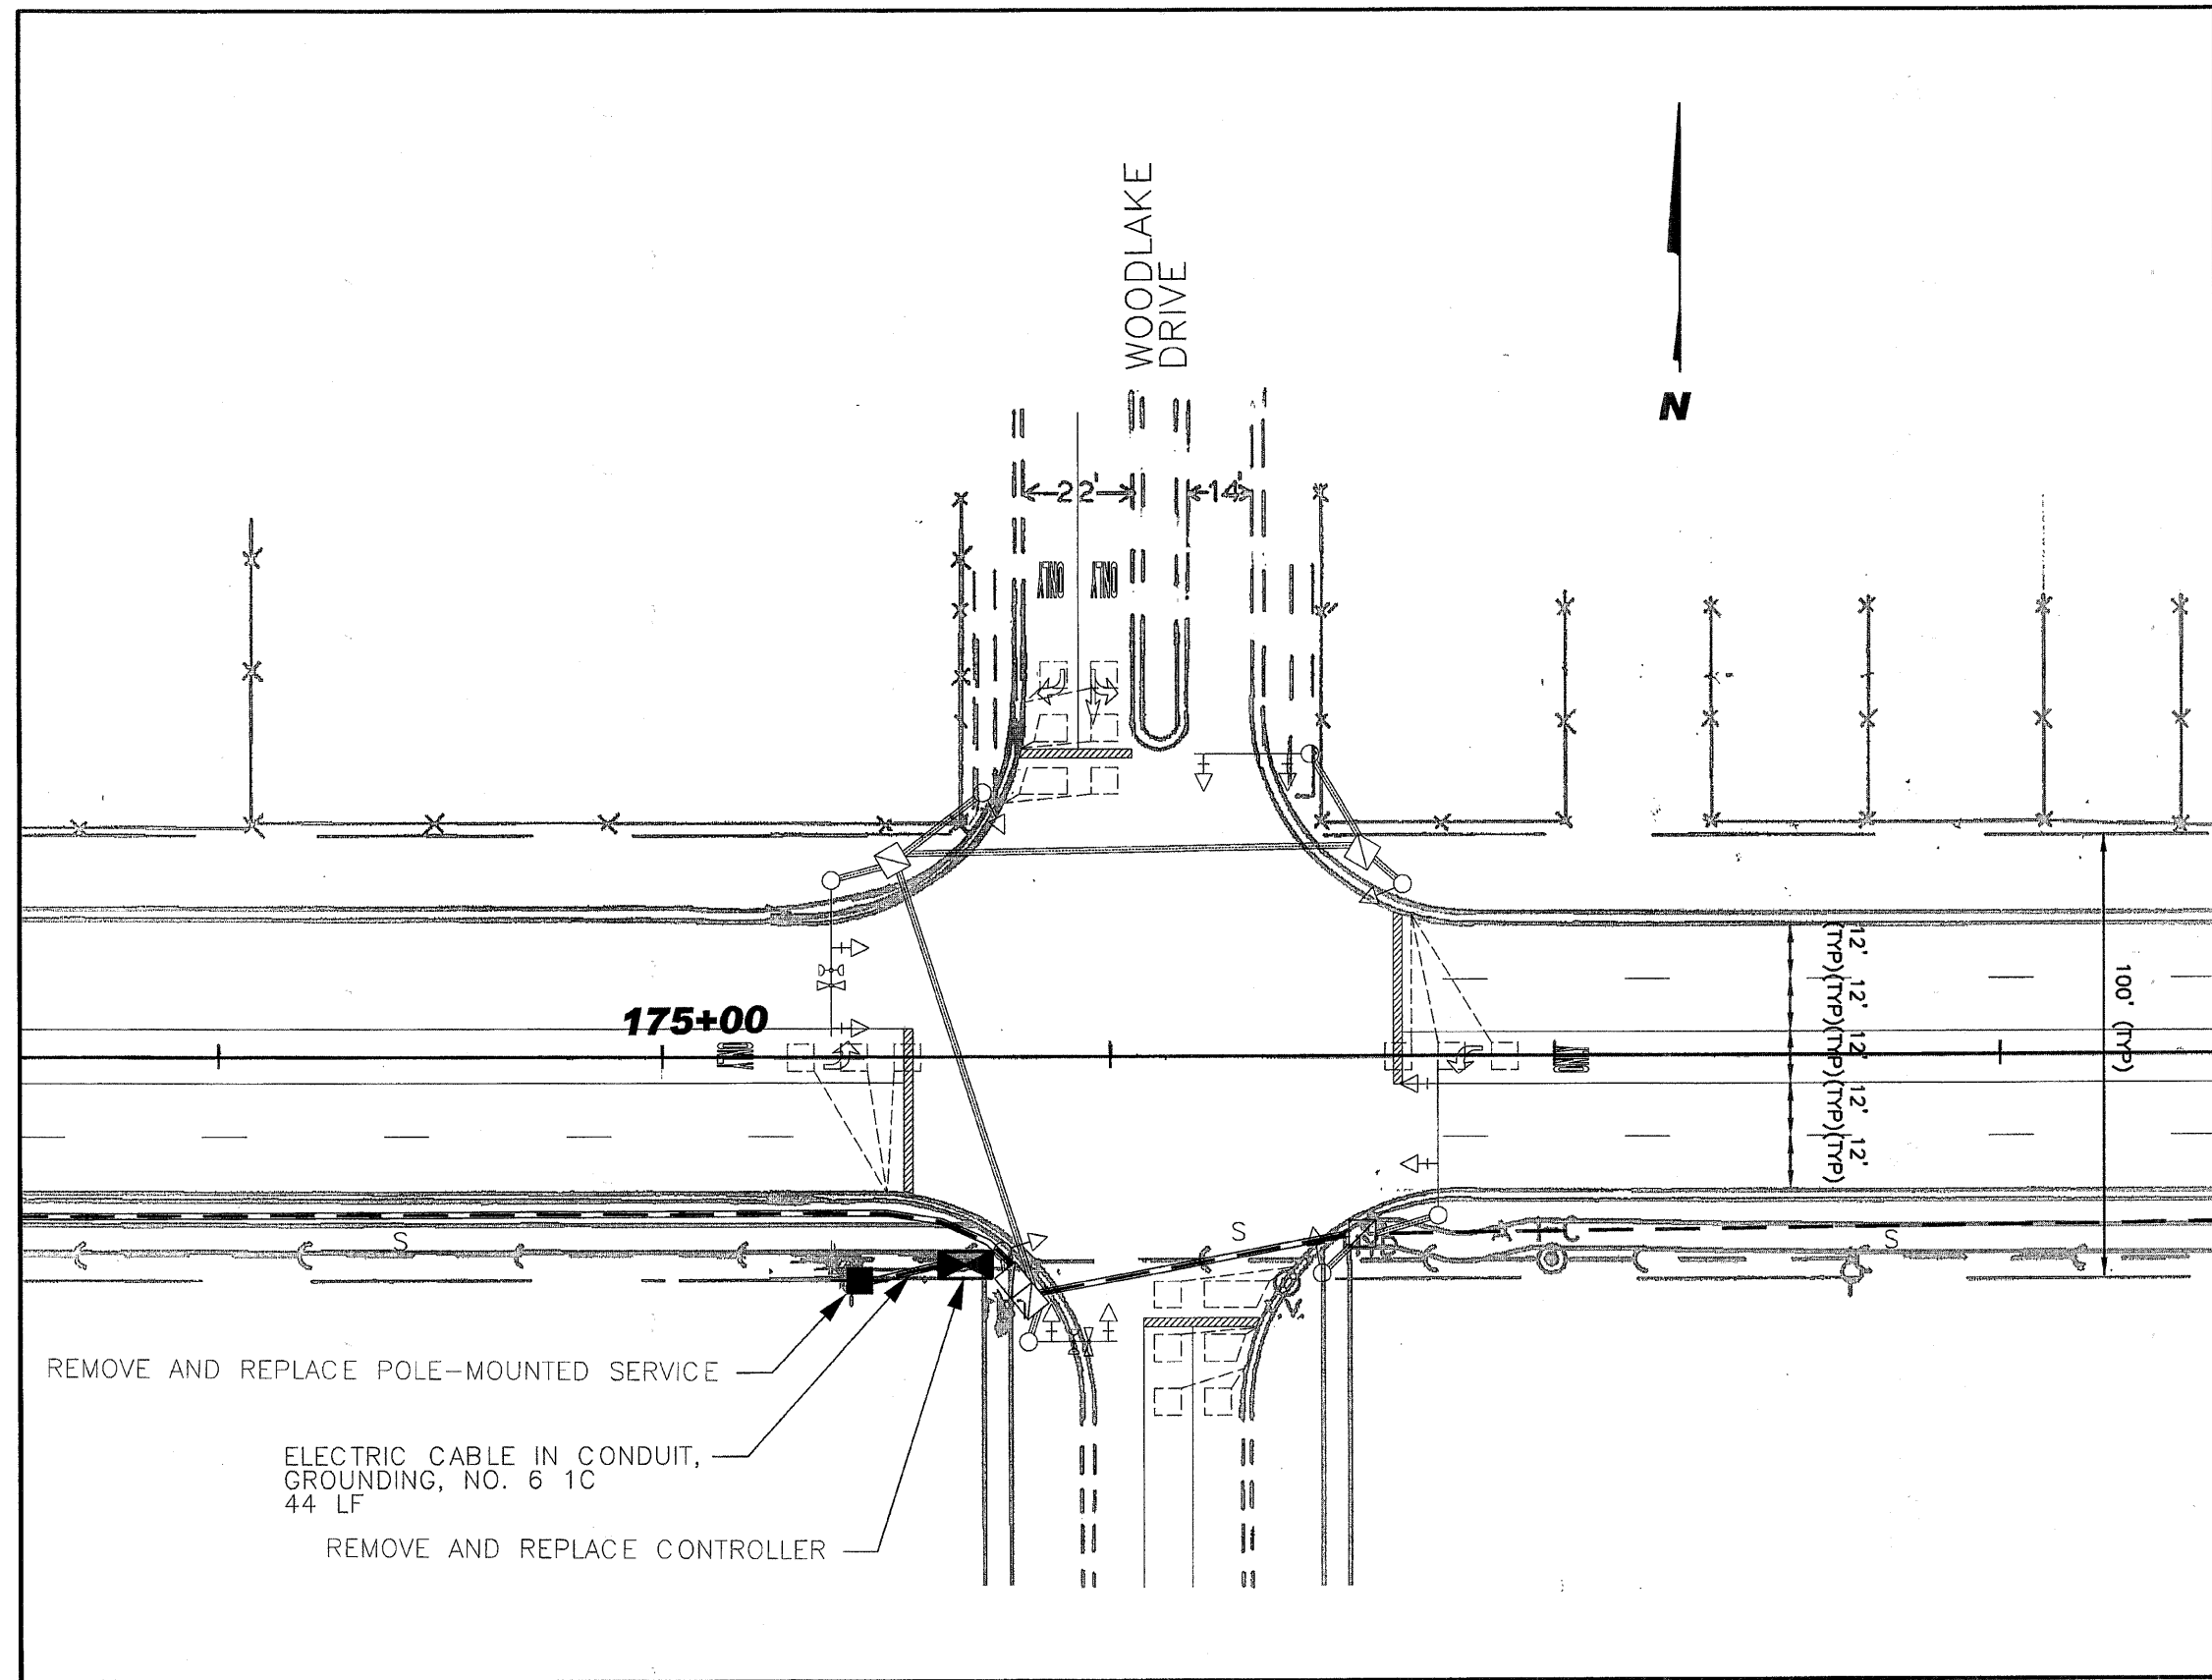 WOODLAKE
DRIVE
N
22'
14'
ONLY
ONLY
175+00
ONLY
ONLY
12'
(TYP)
12'
(TYP)
12'
(TYP)
12'
(TYP)
12'
(TYP)
100' (TYP)
S
S
S
REMOVE AND REPLACE POLE-MOUNTED SERVICE
ELECTRIC CABLE IN CONDUIT,
GROUNDING, NO. 6 1C
44 LF
REMOVE AND REPLACE CONTROLLER